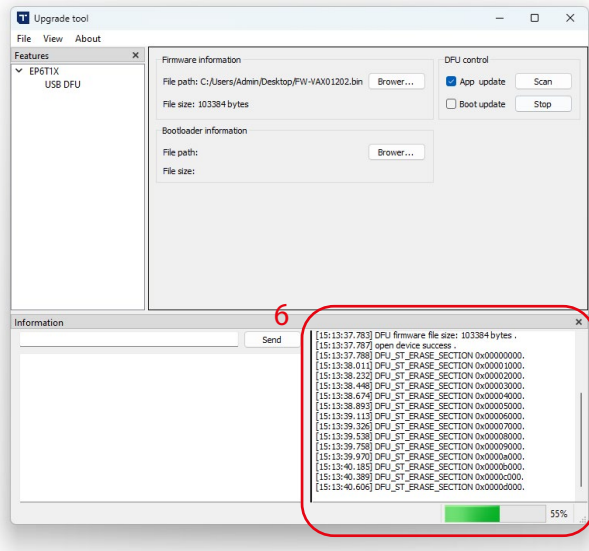 Upgrade tool
File View About
Features
EP6T1X
USB DFU
Firmware information
File path: C:/Users/Admin/Desktop/FW-VAX01202.bin Brower...
File size: 103384 bytes
DFU control
App update Scan
Boot update Stop
Bootloader information
File path: Brower...
File size:
6
Information
Send
[15:13:37.783] DFU firmware file size: 103384 bytes .
[15:13:37.787] open device success .
[15:13:37.788] DFU_ST_ERASE_SECTION 0x00000000.
[15:13:38.011] DFU_ST_ERASE_SECTION 0x00001000.
[15:13:38.232] DFU_ST_ERASE_SECTION 0x00002000.
[15:13:38.448] DFU_ST_ERASE_SECTION 0x00003000.
[15:13:38.674] DFU_ST_ERASE_SECTION 0x00004000.
[15:13:38.893] DFU_ST_ERASE_SECTION 0x00005000.
[15:13:39.113] DFU_ST_ERASE_SECTION 0x00006000.
[15:13:39.326] DFU_ST_ERASE_SECTION 0x00007000.
[15:13:39.538] DFU_ST_ERASE_SECTION 0x00008000.
[15:13:39.758] DFU_ST_ERASE_SECTION 0x00009000.
[15:13:39.970] DFU_ST_ERASE_SECTION 0x0000a000.
[15:13:40.185] DFU_ST_ERASE_SECTION 0x0000b000.
[15:13:40.389] DFU_ST_ERASE_SECTION 0x0000c000.
[15:13:40.606] DFU_ST_ERASE_SECTION 0x0000d000.
55%